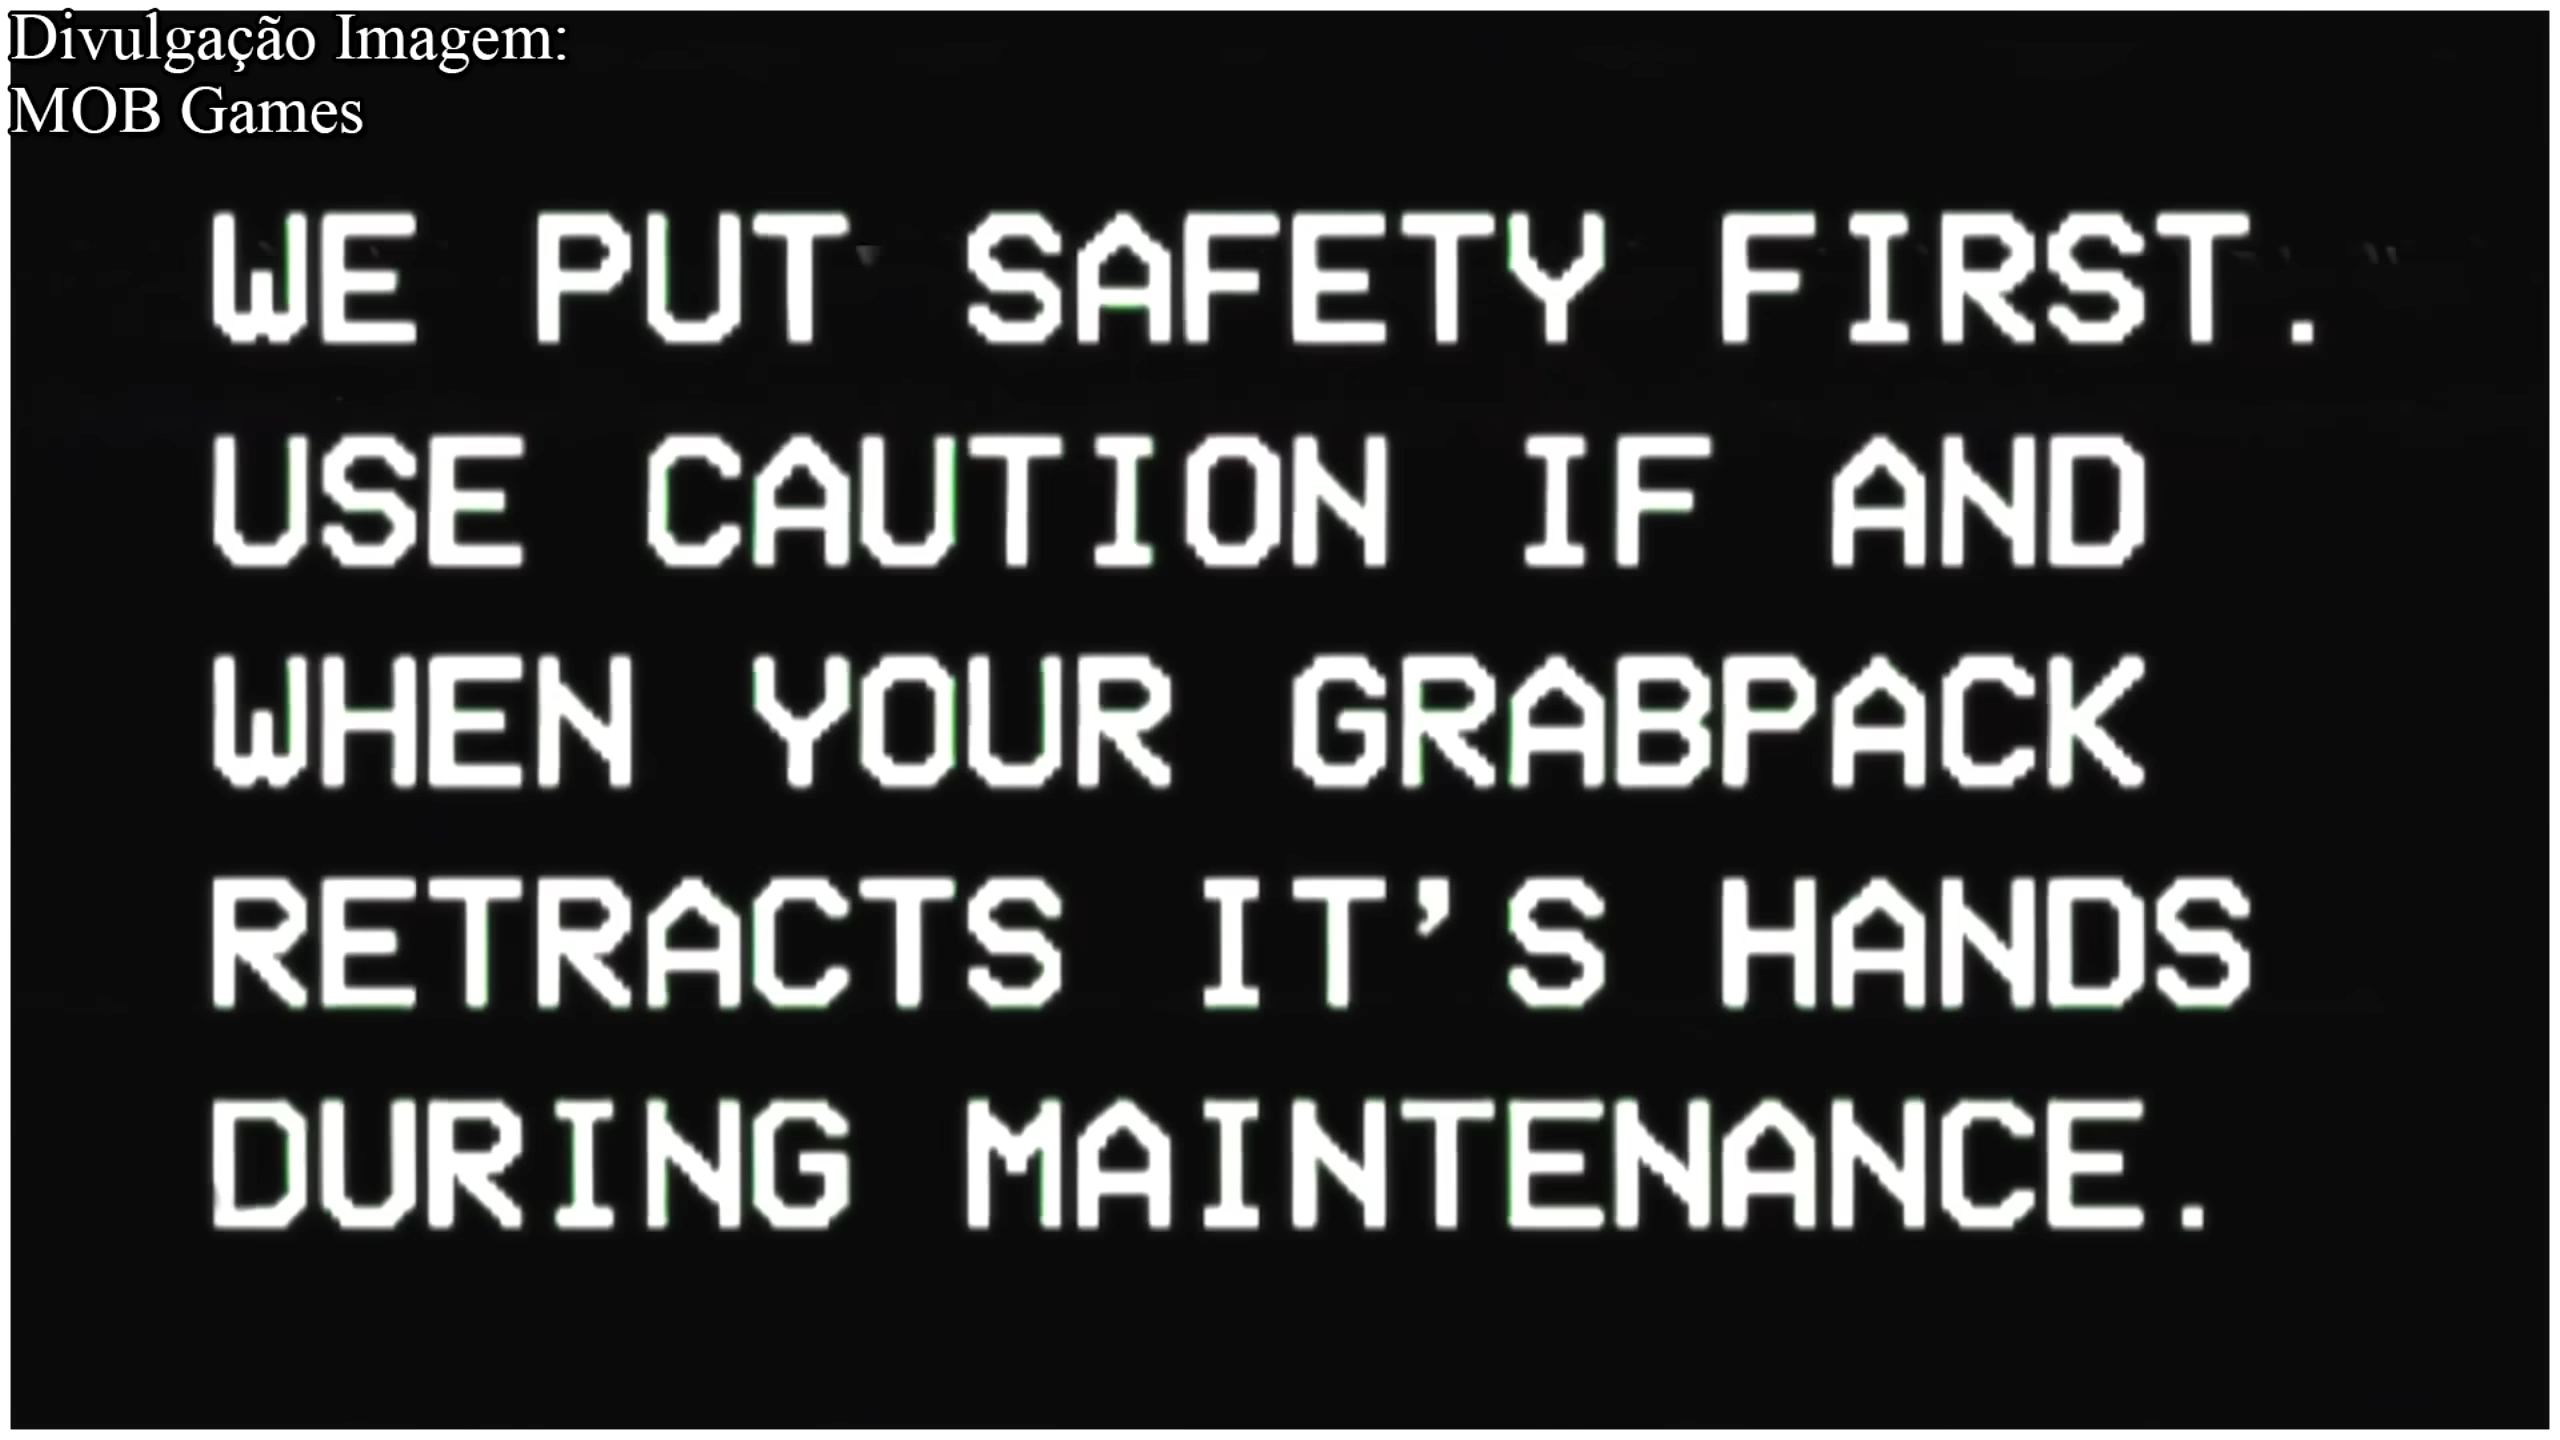 Divulgação Imagem:
MOB Games
WE PUT SAFETY FIRST.
USE CAUTION IF AND
WHEN YOUR GRABPACK
RETRACTS IT'S HANDS
DURING MAINTENANCE.